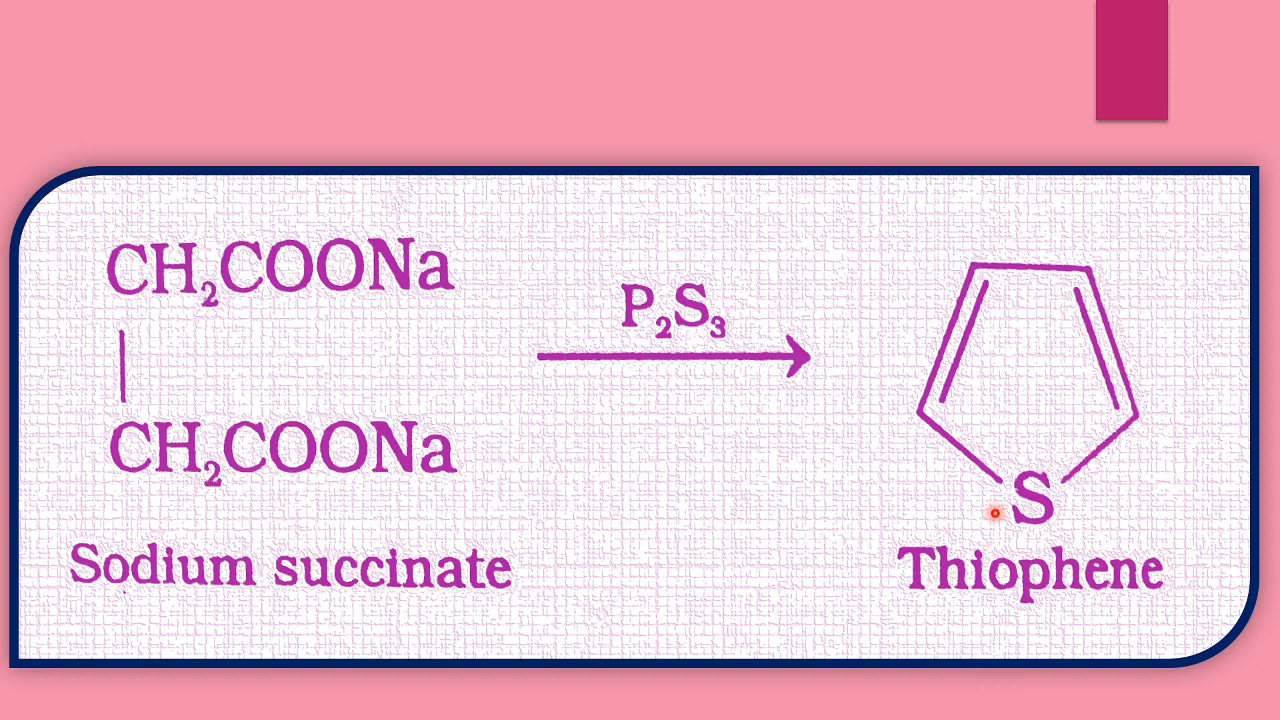 CH₂COONa
P₂S₃
CH₂COONa
S
Sodium succinate
Thiophene